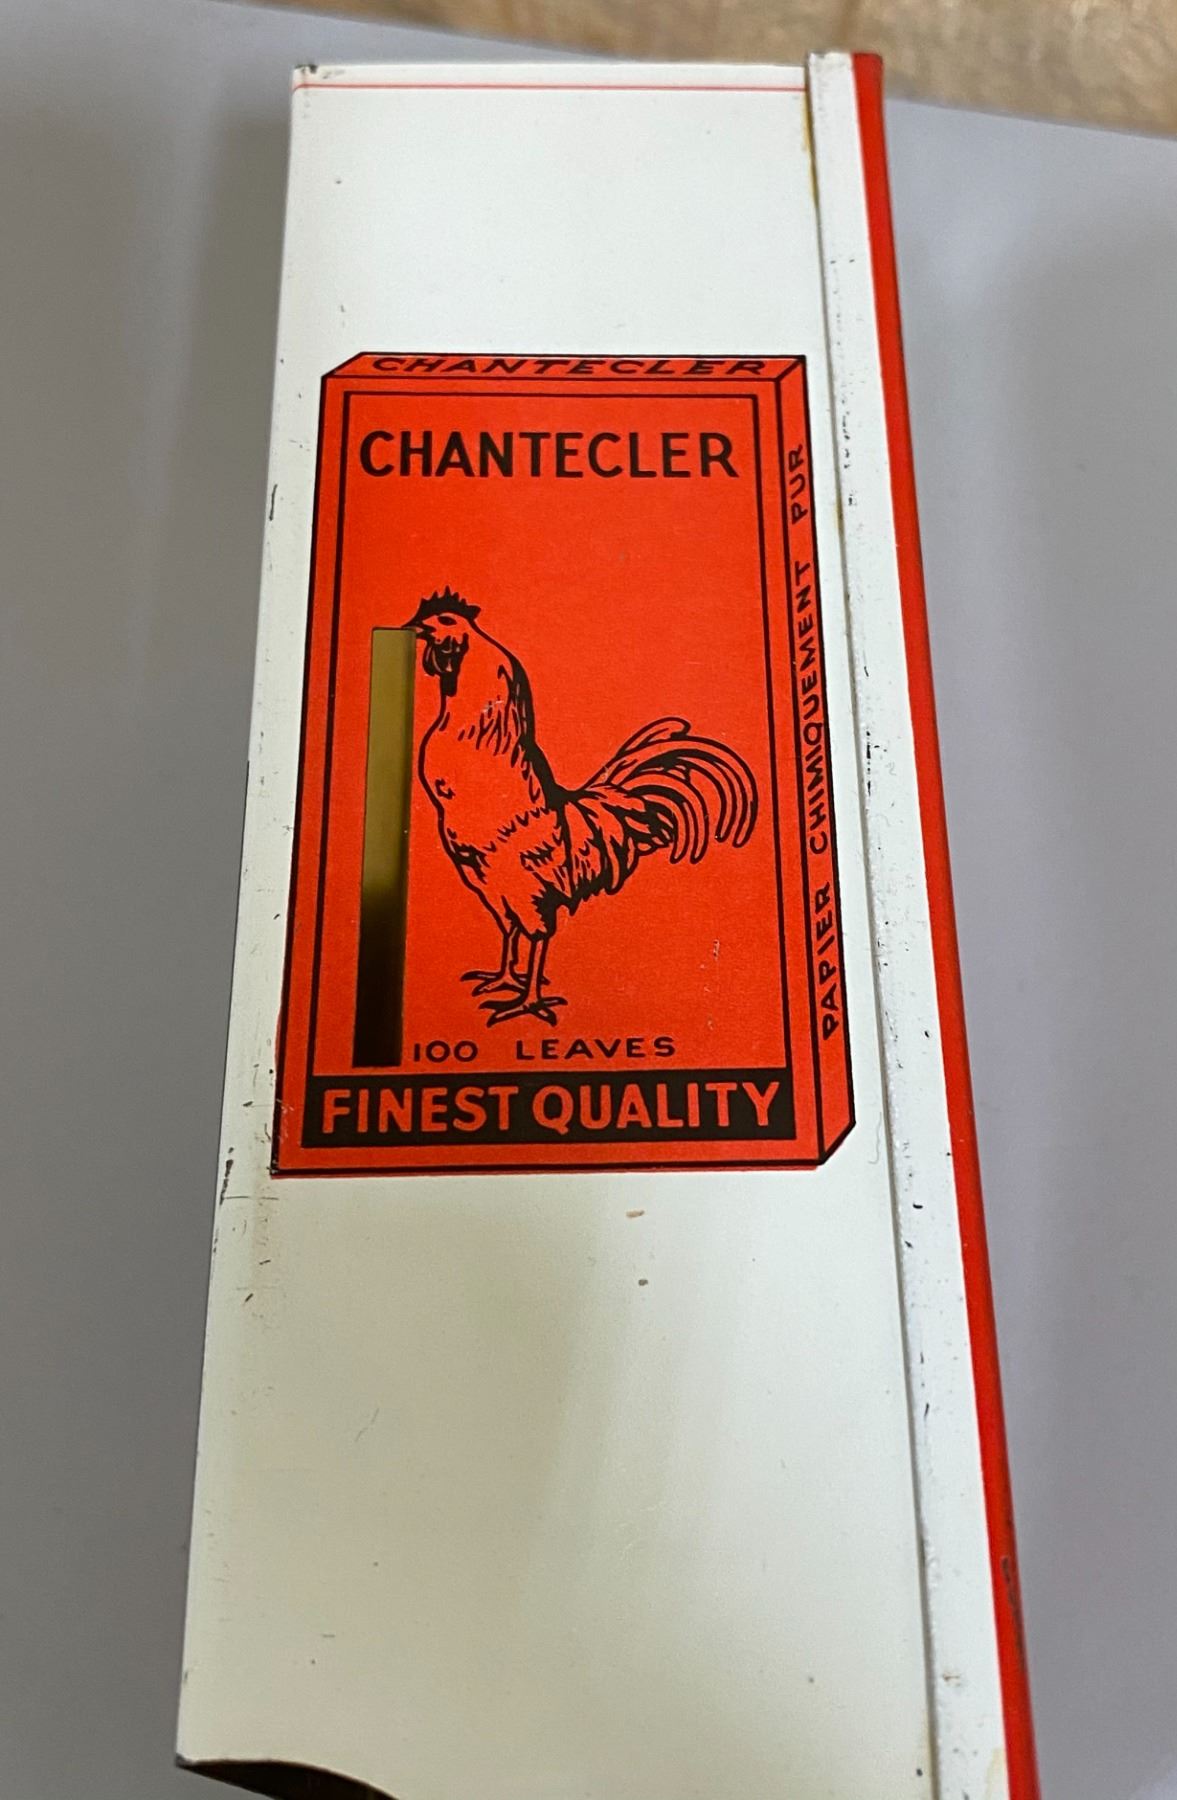 CHANTECLER
CHANTECLER
PAPIER CHIMIQUEMENT PUR
100 LEAVES
FINEST QUALITY